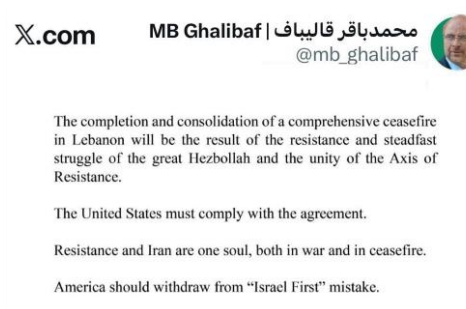 X.com
MB Ghalibaf | محمدباقر قالیباف
@mb_ghalibaf
The completion and consolidation of a comprehensive ceasefire
in Lebanon will be the result of the resistance and steadfast
struggle of the great Hezbollah and the unity of the Axis of
Resistance.
The United States must comply with the agreement.
Resistance and Iran are one soul, both in war and in ceasefire.
America should withdraw from “Israel First” mistake.